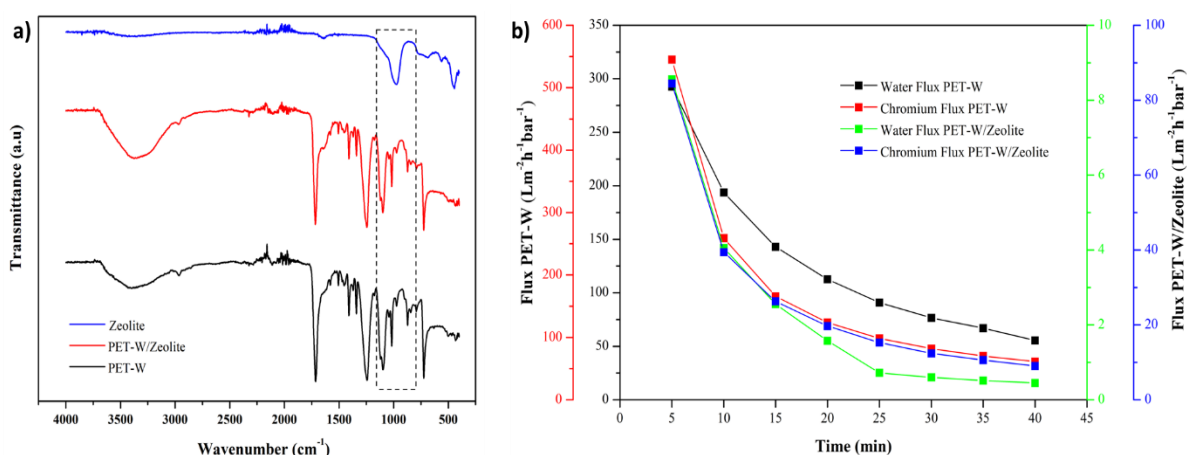 a)
Transmittance (a.u)
Zeolite
PET-W/Zeolite
PET-W
4000 3500 3000 2500 2000 1500 1000 500
Wavenumber (cm⁻¹)
b)
600
500
400
300
200
100
0
Flux PET-W (Lm⁻²h⁻¹bar⁻¹)
350
300
250
200
150
100
50
0
Water Flux PET-W
Chromium Flux PET-W
Water Flux PET-W/Zeolite
Chromium Flux PET-W/Zeolite
0 5 10 15 20 25 30 35 40 45
Time (min)
10
8
6
4
2
0
100
80
60
40
20
0
Flux PET-W/Zeolite (Lm⁻²h⁻¹bar⁻¹)